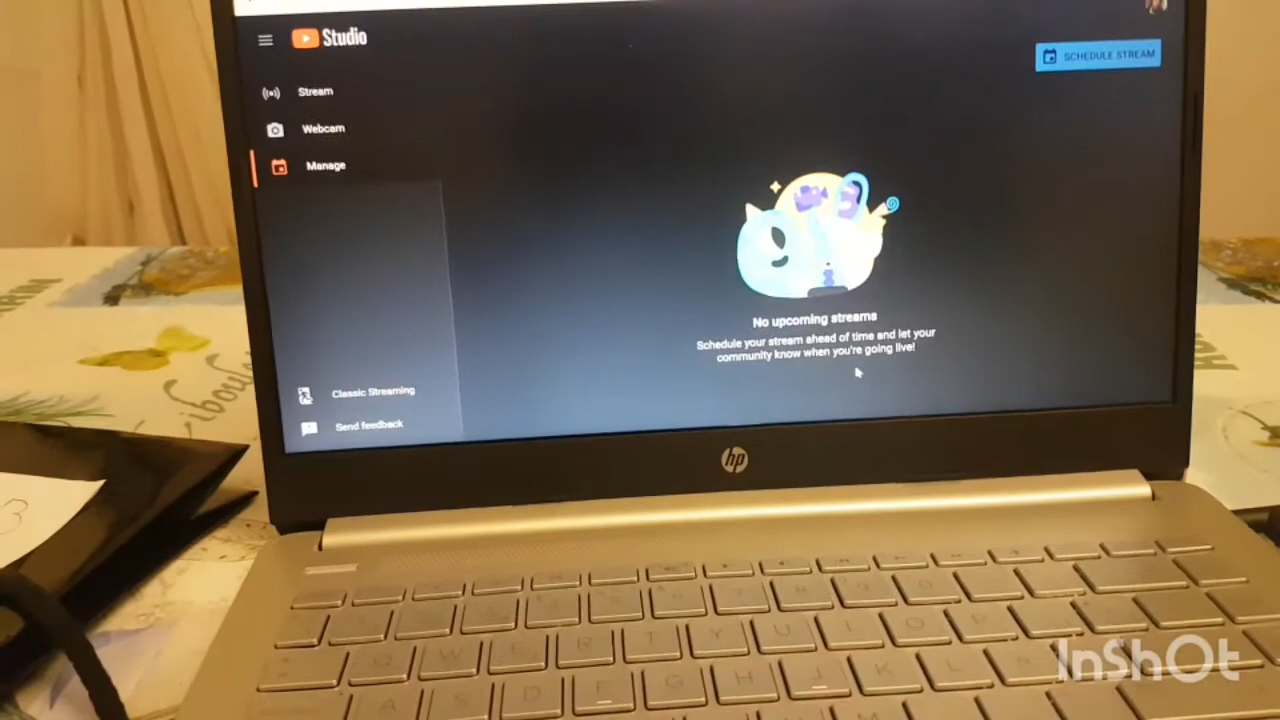 Studio
SCHEDULE STREAM
Stream
Webcam
Manage
No upcoming streams
Schedule your stream ahead of time and let your
community know when you're going live!
Classic Streaming
Send feedback
hp
3
Q W E R T Y U I O P
A S D F G H J K L
M
InShOt